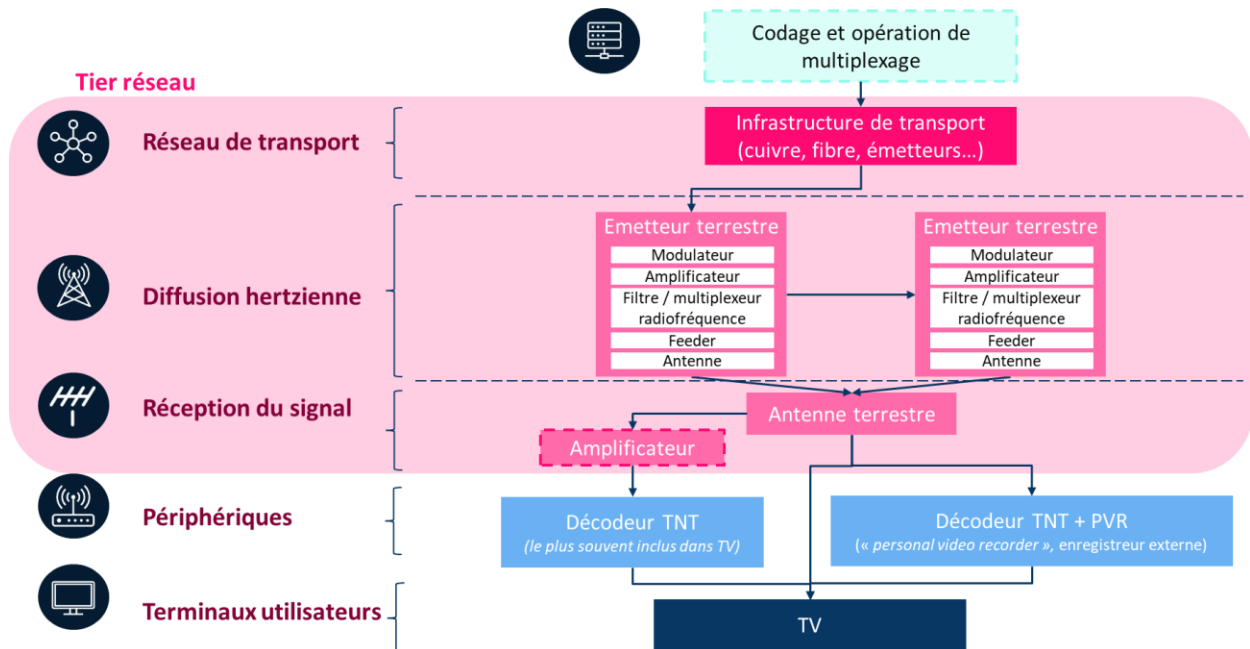 Codage et opération de
multiplexage
Tier réseau
Réseau de transport
Infrastructure de transport
(cuivre, fibre, émetteurs...)
Diffusion hertzienne
Emetteur terrestre
Modulateur
Amplificateur
Filtre / multiplexeur
radiofréquence
Feeder
Antenne
Emetteur terrestre
Modulateur
Amplificateur
Filtre / multiplexeur
radiofréquence
Feeder
Antenne
Réception du signal
Antenne terrestre
Amplificateur
Périphériques
Décodeur TNT
(le plus souvent inclus dans TV)
Décodeur TNT + PVR
(« personal video recorder », enregistreur externe)
Terminaux utilisateurs
TV